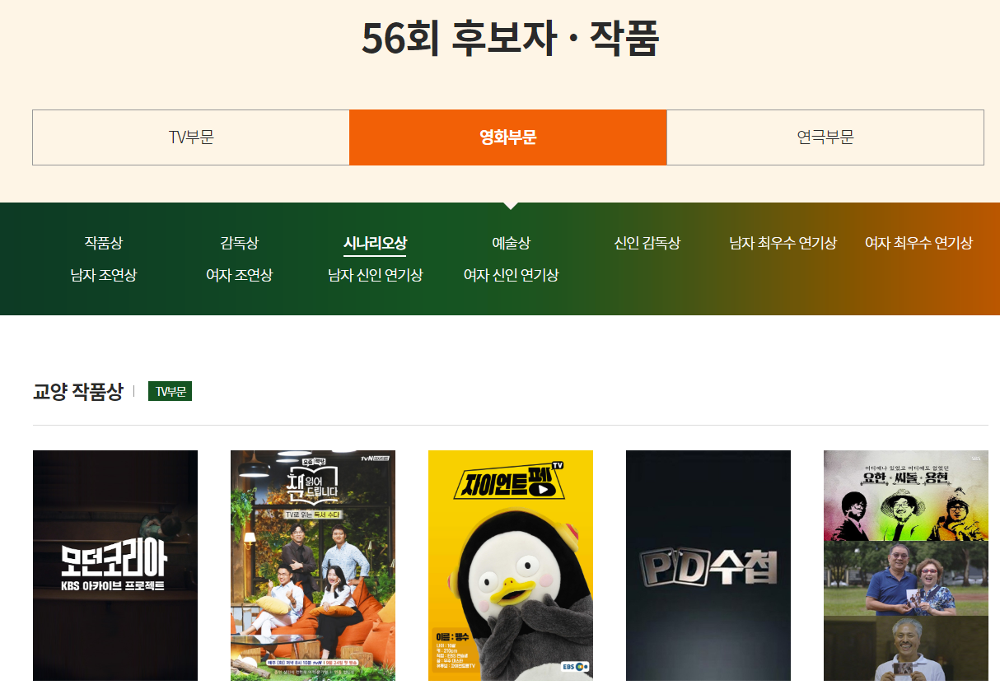 56회 후보자 · 작품
TV부문
영화부문
연극부문
작품상
감독상
시나리오상
예술상
신인 감독상
남자 최우수 연기상
여자 최우수 연기상
남자 조연상
여자 조연상
남자 신인 연기상
여자 신인 연기상
교양 작품상
TV부문
모던코리아
KBS 아카이브 프로젝트
tvN
요즘책방
책 읽어
드립니다
TV로 읽는 독서 수다
자이언트 펭 TV
이름 : 펭수
키 : 210cm
EBS
PD수첩
SBS
어디에나 있었고 어디에도 없었던
요한·씨돌·용현